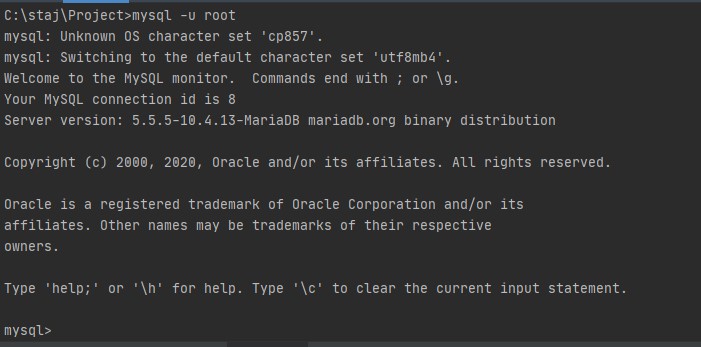 C:\staj\Project>mysql -u root
mysql: Unknown OS character set 'cp857'.
mysql: Switching to the default character set 'utf8mb4'.
Welcome to the MySQL monitor.  Commands end with ; or \g.
Your MySQL connection id is 8
Server version: 5.5.5-10.4.13-MariaDB mariadb.org binary distribution
Copyright (c) 2000, 2020, Oracle and/or its affiliates. All rights reserved.
Oracle is a registered trademark of Oracle Corporation and/or its
affiliates. Other names may be trademarks of their respective
owners.
Type 'help;' or '\h' for help. Type '\c' to clear the current input statement.
mysql>